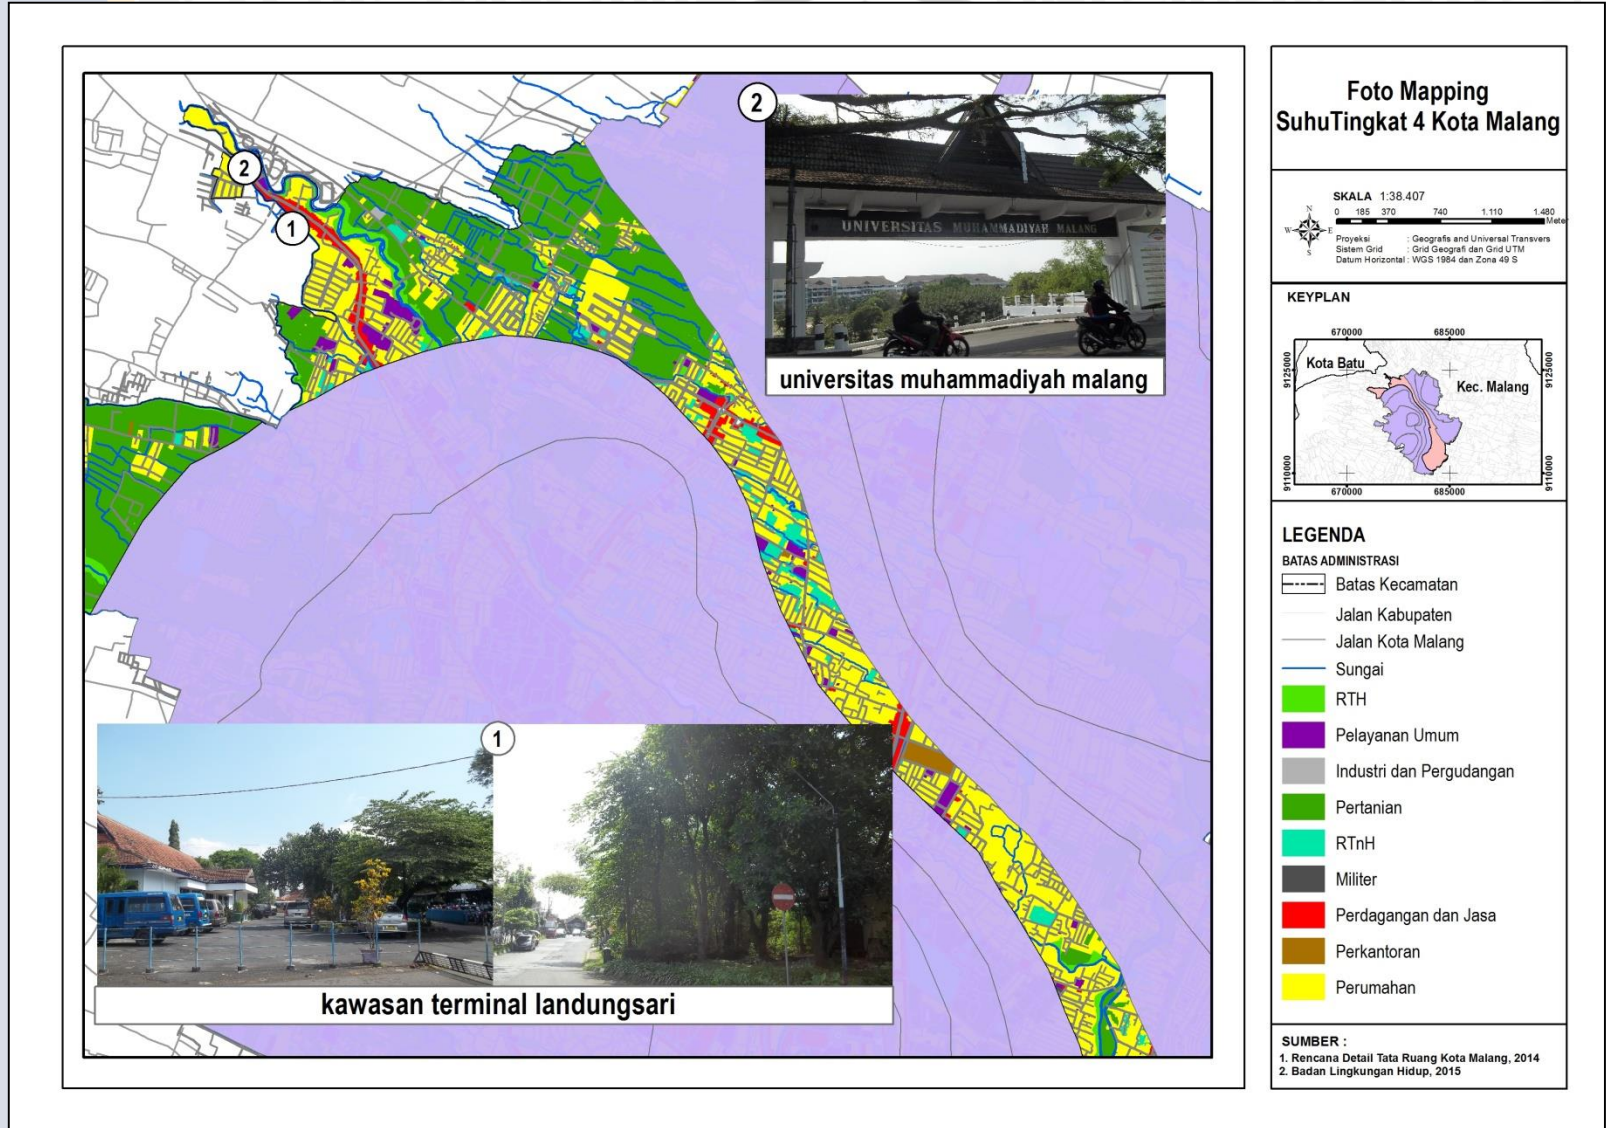 2
UNIVERSITAS MUHAMMADIYAH MALANG
universitas muhammadiyah malang
2
1
1
kawasan terminal landungsari
Foto Mapping
SuhuTingkat 4 Kota Malang
SKALA 1:38.407
0 185 370 740 1.110 1.480
Meter
N
W E
S
Proyeksi : Geografis and Universal Transvers
Sistem Grid : Grid Geografi dan Grid UTM
Datum Horizontal : WGS 1984 dan Zona 49 S
KEYPLAN
670000 685000
9125000 9125000
Kota Batu
Kec. Malang
9110000 9110000
670000 685000
LEGENDA
BATAS ADMINISTRASI
Batas Kecamatan
Jalan Kabupaten
Jalan Kota Malang
Sungai
RTH
Pelayanan Umum
Industri dan Pergudangan
Pertanian
RTnH
Militer
Perdagangan dan Jasa
Perkantoran
Perumahan
SUMBER :
1. Rencana Detail Tata Ruang Kota Malang, 2014
2. Badan Lingkungan Hidup, 2015